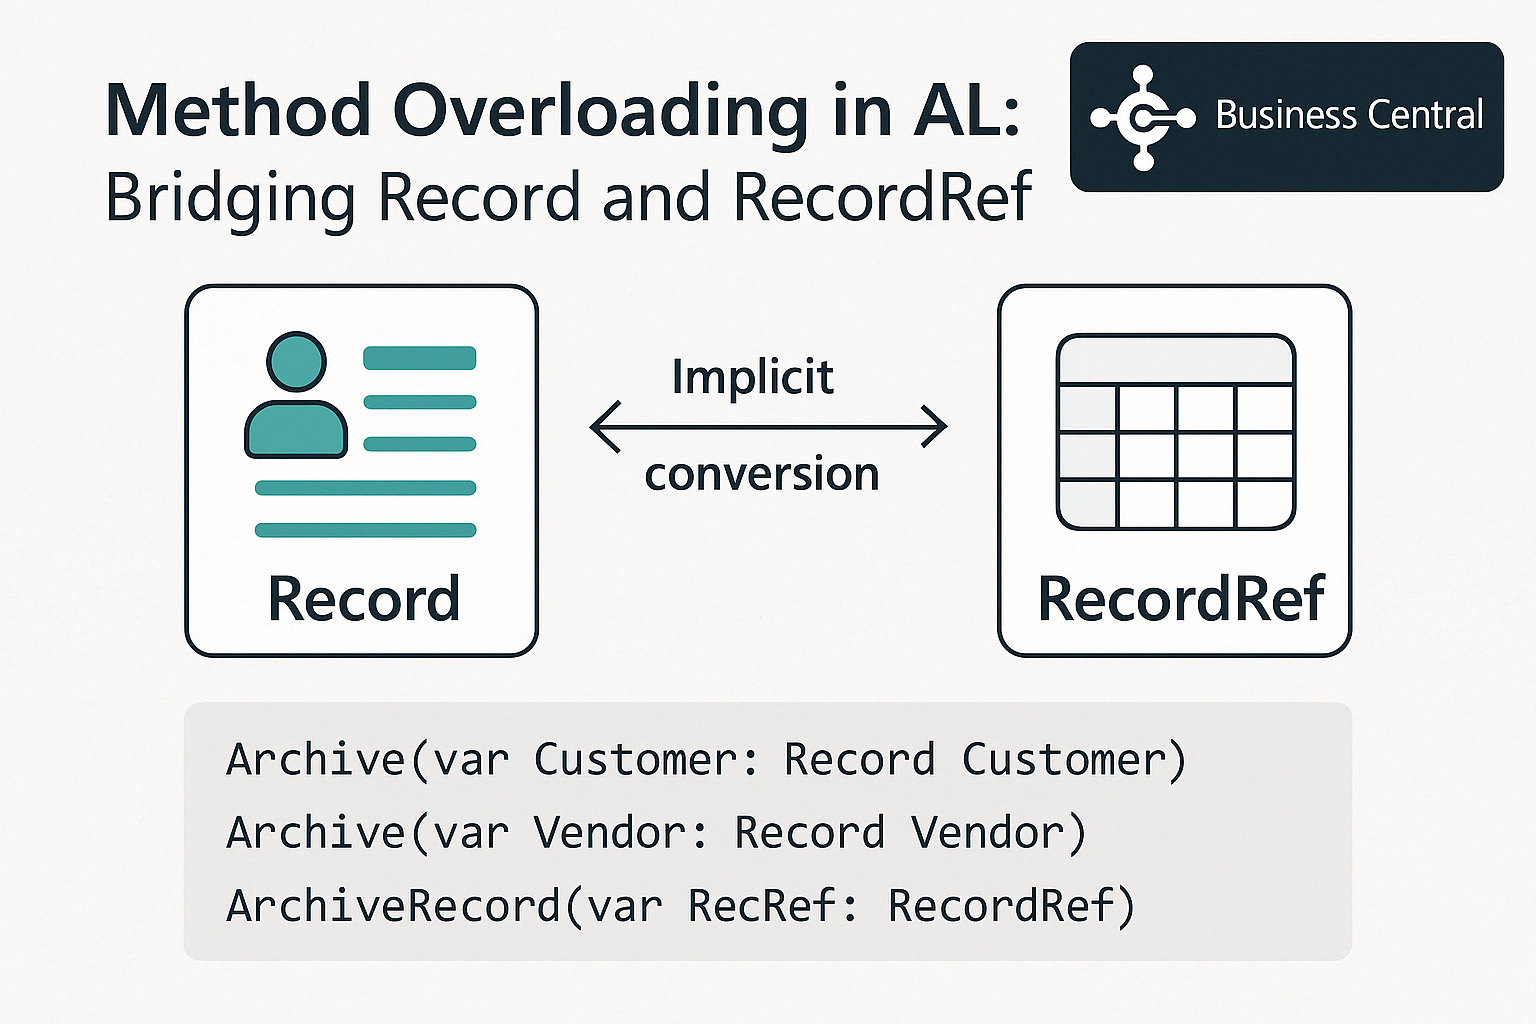 Method Overloading in AL:
Bridging Record and RecordRef
Business Central
Implicit
conversion
Record
RecordRef
Archive(var Customer: Record Customer)
Archive(var Vendor: Record Vendor)
ArchiveRecord(var RecRef: RecordRef)